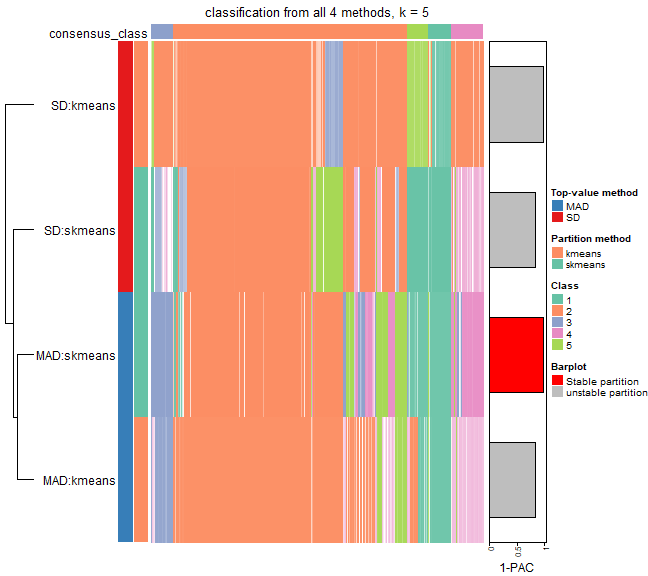 classification from all 4 methods, k = 5
consensus_class
SD:kmeans
SD:skmeans
MAD:skmeans
MAD:kmeans
0
0.5
1
1-PAC
Top-value method
MAD
SD
Partition method
kmeans
skmeans
Class
1
2
3
4
5
Barplot
Stable partition
unstable partition